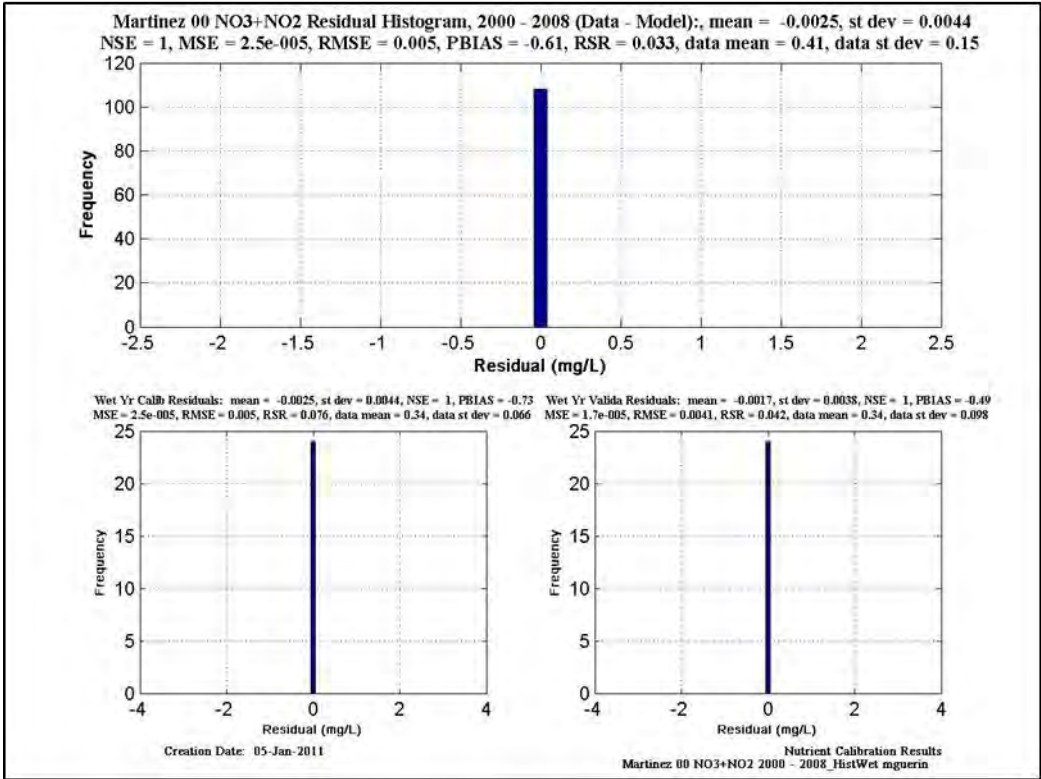 Martinez 00 NO3+NO2 Residual Histogram, 2000 - 2008 (Data - Model):, mean = -0.0025, st dev = 0.0044
NSE = 1, MSE = 2.5e-005, RMSE = 0.005, PBIAS = -0.61, RSR = 0.033, data mean = 0.41, data st dev = 0.15
120
100
80
60
40
20
0
Frequency
-2.5 -2 -1.5 -1 -0.5 0 0.5 1 1.5 2 2.5
Residual (mg/L)
Wet Yr Calib Residuals: mean = -0.0025, st dev = 0.0044, NSE = 1, PBIAS = -0.73
MSE = 2.5e-005, RMSE = 0.005, RSR = 0.076, data mean = 0.34, data st dev = 0.066
25
20
15
10
5
0
Frequency
-4 -2 0 2 4
Residual (mg/L)
Wet Yr Valida Residuals: mean = -0.0017, st dev = 0.0038, NSE = 1, PBIAS = -0.49
MSE = 1.7e-005, RMSE = 0.0041, RSR = 0.042, data mean = 0.34, data st dev = 0.098
25
20
15
10
5
0
Frequency
-4 -2 0 2 4
Residual (mg/L)
Creation Date: 05-Jan-2011
Nutrient Calibration Results
Martinez 00 NO3+NO2 2000 - 2008_HistWet mguerin